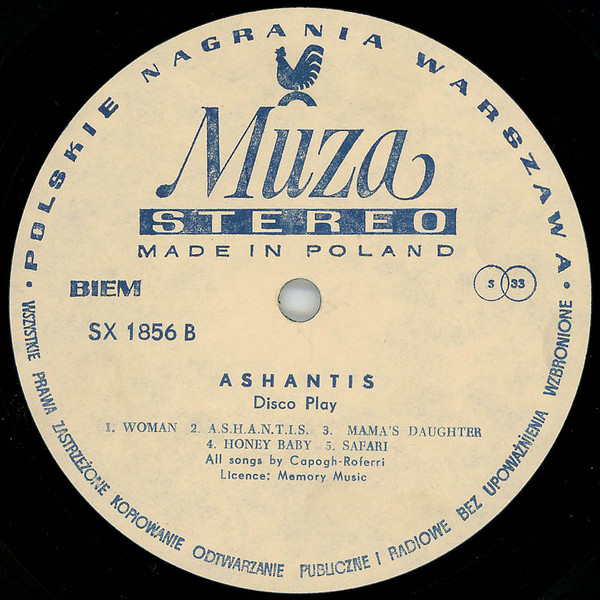 POLSKIE NAGRANIA WARSZAWA
Muza
STEREO
MADE IN POLAND
BIEM
S 33
SX 1856 B
ASHANTIS
Disco Play
1. WOMAN 2. A.S.H.A.N.T.I.S. 3. MAMA'S DAUGHTER
4. HONEY BABY 5. SAFARI
All songs by Capogh-Roferri
Licence: Memory Music
WSZYSTKIE PRAWA ZASTRZEŻONE KOPIOWANIE ODTWARZANIE PUBLICZNE I RADIOWE BEZ UPOWAŻNIENIA WZBRONIONE